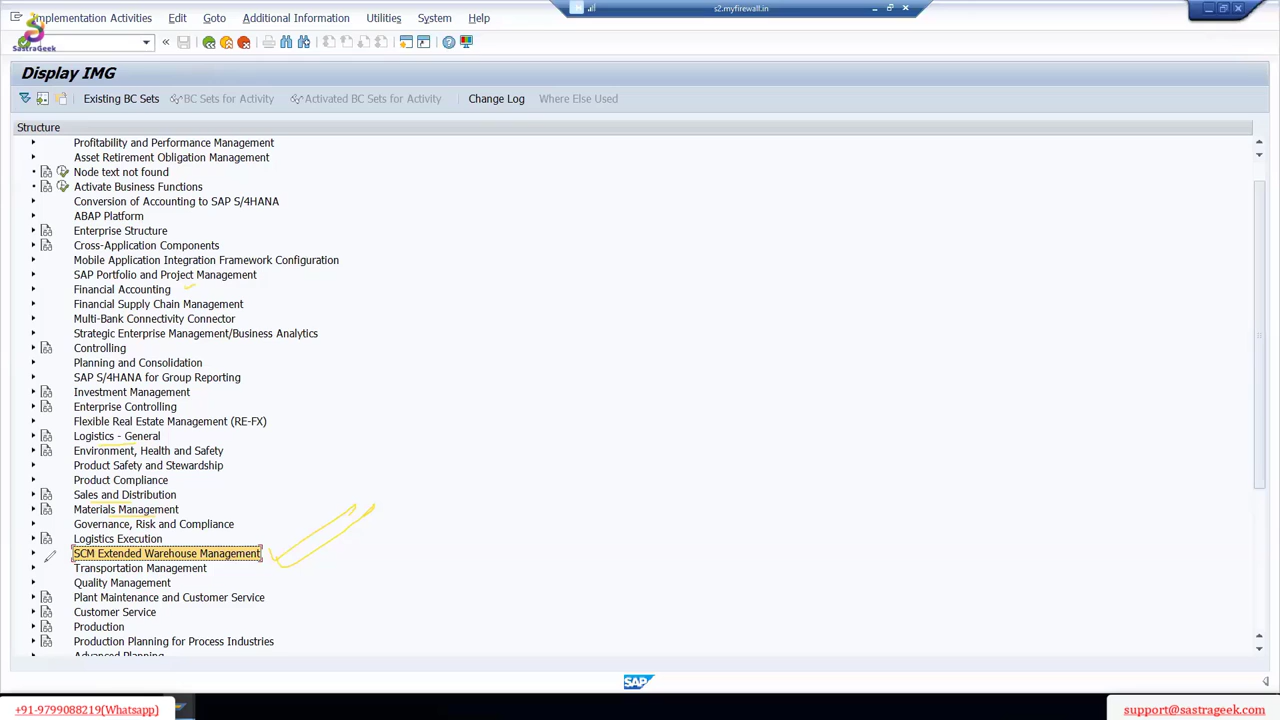 s2.myfirewall.in
Implementation Activities Edit Goto Additional Information Utilities System Help
SastraGeek
Display IMG
Existing BC Sets BC Sets for Activity Activated BC Sets for Activity Change Log Where Else Used
Structure
Profitability and Performance Management
Asset Retirement Obligation Management
Node text not found
Activate Business Functions
Conversion of Accounting to SAP S/4HANA
ABAP Platform
Enterprise Structure
Cross-Application Components
Mobile Application Integration Framework Configuration
SAP Portfolio and Project Management
Financial Accounting
Financial Supply Chain Management
Multi-Bank Connectivity Connector
Strategic Enterprise Management/Business Analytics
Controlling
Planning and Consolidation
SAP S/4HANA for Group Reporting
Investment Management
Enterprise Controlling
Flexible Real Estate Management (RE-FX)
Logistics - General
Environment, Health and Safety
Product Safety and Stewardship
Product Compliance
Sales and Distribution
Materials Management
Governance, Risk and Compliance
Logistics Execution
SCM Extended Warehouse Management
Transportation Management
Quality Management
Plant Maintenance and Customer Service
Customer Service
Production
Production Planning for Process Industries
Advanced Planning
SAP
+91-9799088219(Whatsapp)
support@sastrageek.com